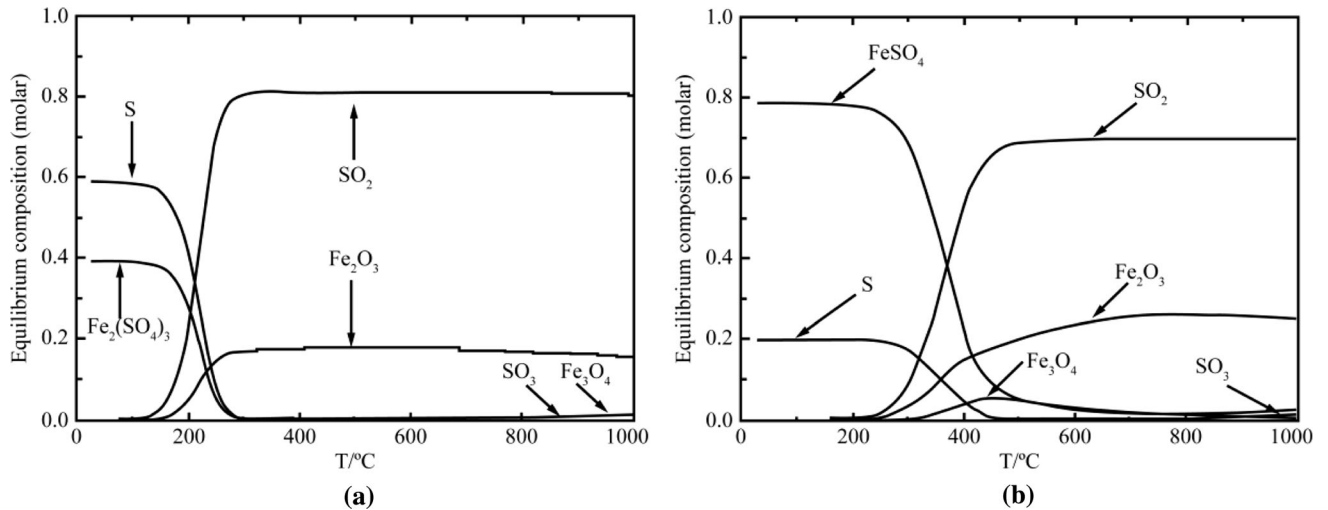 Equilibrium composition (molar)
1.0
0.8
0.6
0.4
0.2
0.0
S
Fe₂(SO₄)₃
SO₂
Fe₂O₃
SO₃
Fe₃O₄
0 200 400 600 800 1000
T/ºC
(a)
Equilibrium composition (molar)
1.0
0.8
0.6
0.4
0.2
0.0
FeSO₄
SO₂
S
Fe₂O₃
Fe₃O₄
SO₃
0 200 400 600 800 1000
T/ºC
(b)